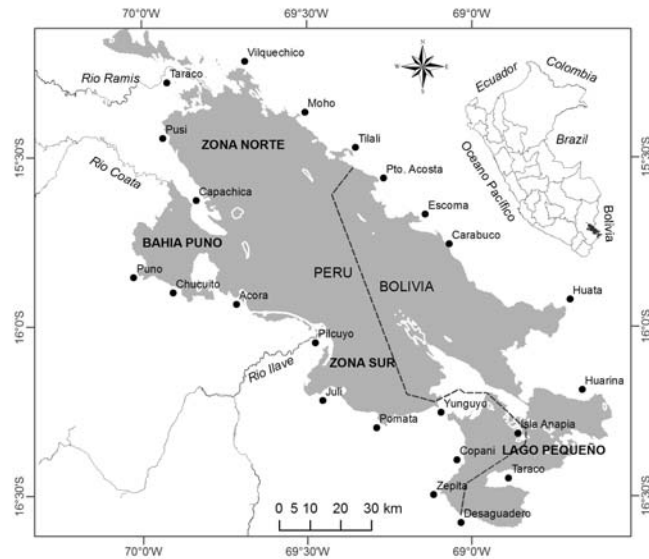 70°0'W
69°30'W
69°0'W
Vilquechico
Rio Ramis
Taraco
Moho
Ecuador
Colombia
Pusi
ZONA NORTE
Tilali
Brazil
15°30'S
15°30'S
Pto. Acosta
Oceano Pacífico
Rio Coata
Capachica
Escoma
Bolivia
BAHIA PUNO
Carabuco
PERU
BOLIVIA
Puno
Chucuito
Acora
Huata
16°0'S
16°0'S
Pilcuyo
ZONA SUR
Rio Ilave
Huarina
Juli
Yunguyo
Pomata
Isla Anapia
LAGO PEQUEÑO
Copani
Taraco
Zepita
16°30'S
16°30'S
Desaguadero
0 5 10 20 30 km
70°0'W
69°30'W
69°0'W